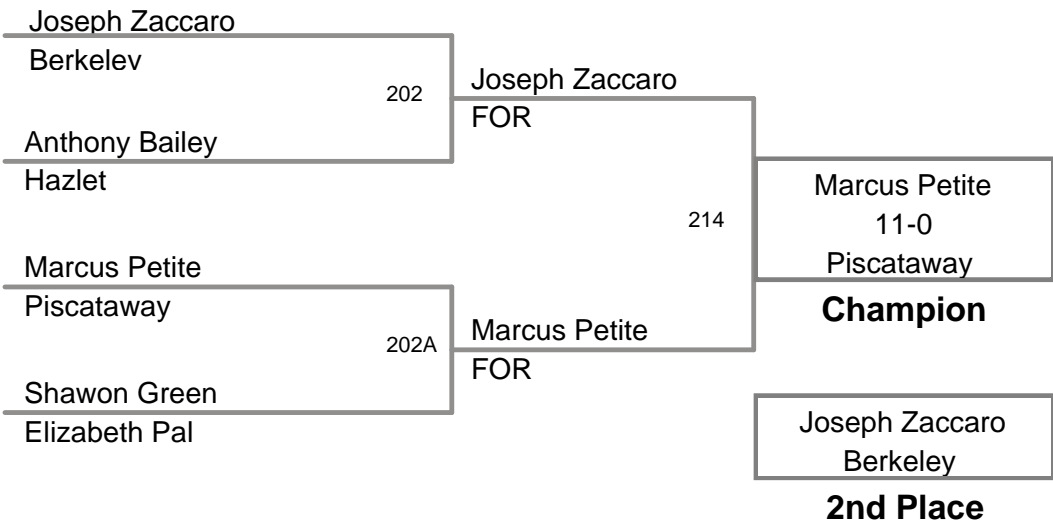 Joseph Zaccaro
Berkelev
202
Anthony Bailey
Hazlet
Joseph Zaccaro
FOR
Marcus Petite
Piscataway
202A
Shawon Green
Elizabeth Pal
Marcus Petite
FOR
214
Marcus Petite
11-0
Piscataway
Champion
Joseph Zaccaro
Berkeley
2nd Place